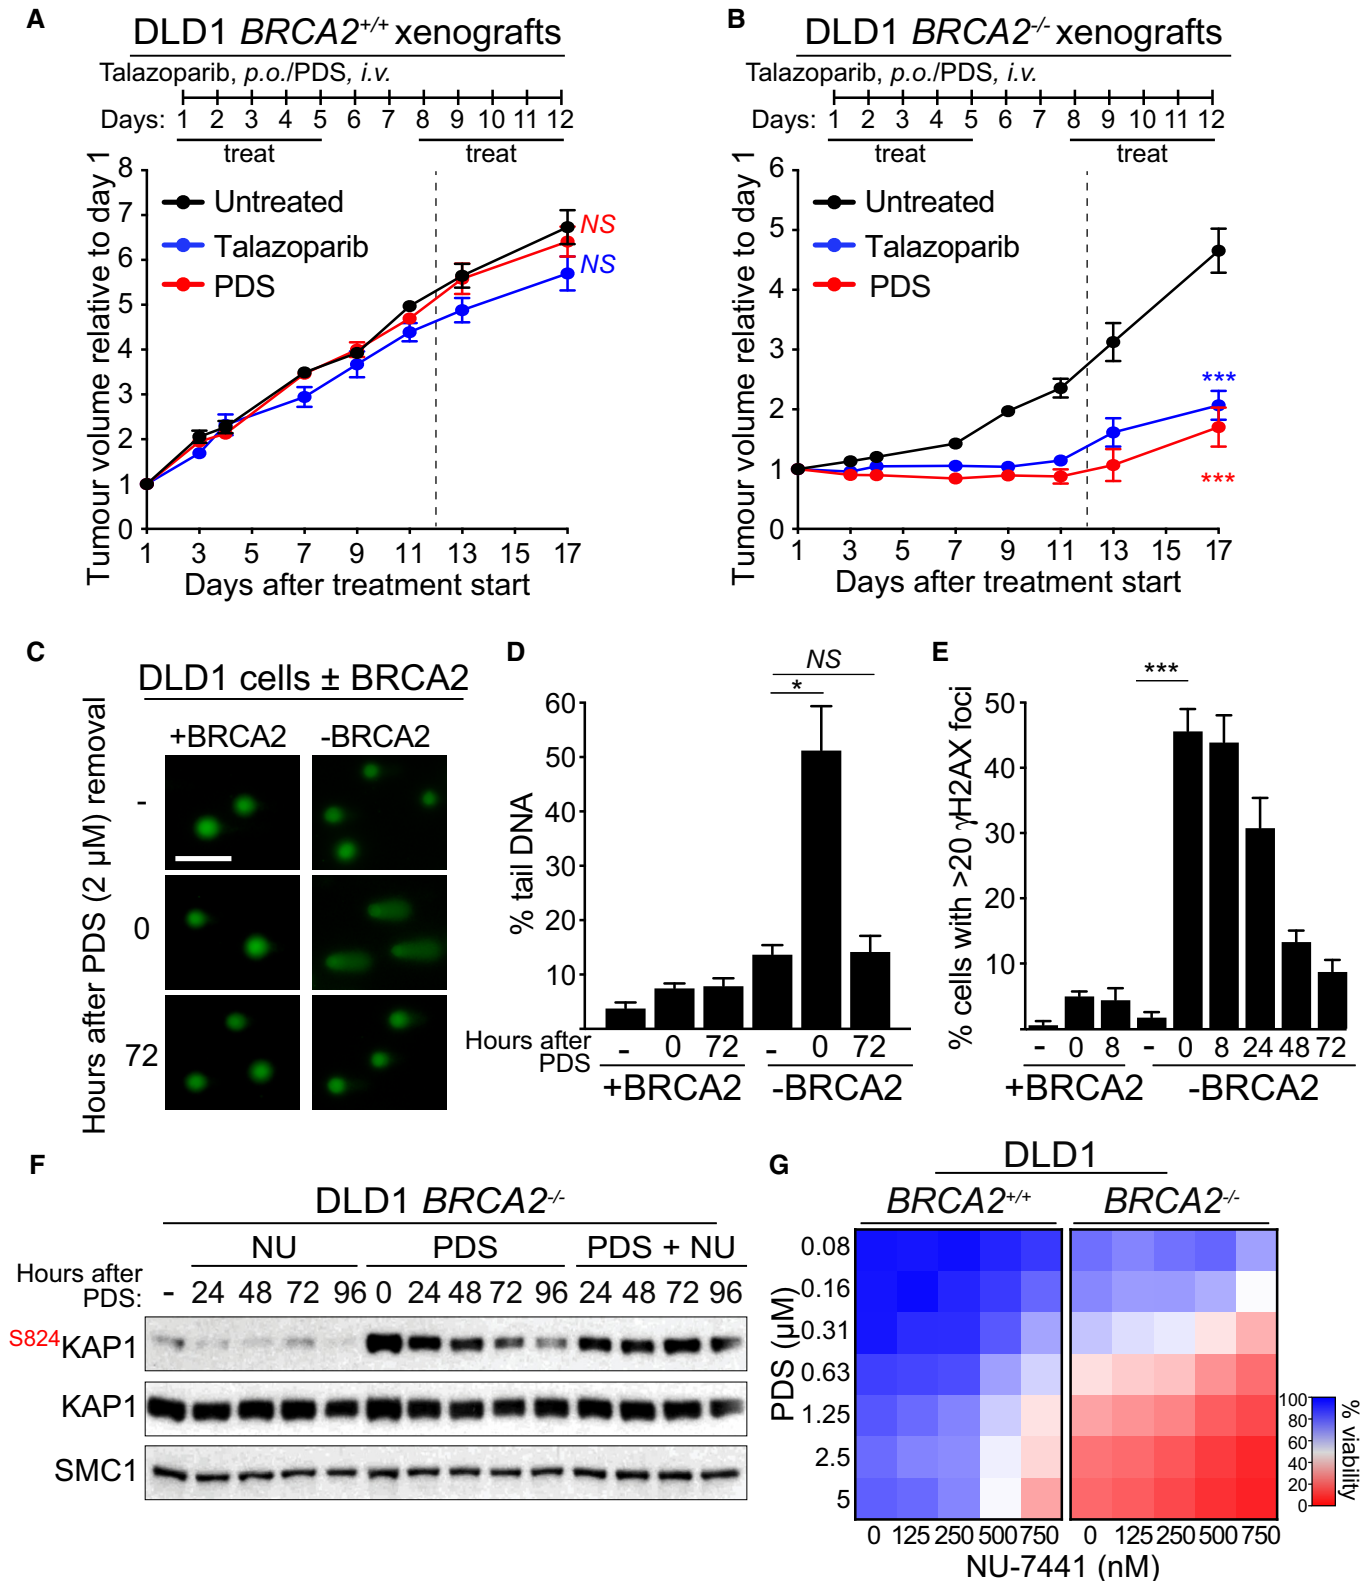 A
DLD1 BRCA2+/+ xenografts
Talazoparib, p.o./PDS, i.v.
Days: 1 2 3 4 5 6 7 8 9 10 11 12
treat treat
Tumour volume relative to day 1
8
7
6
5
4
3
2
1
0
Untreated
Talazoparib
PDS
NS
NS
1 3 5 7 9 11 13 15 17
Days after treatment start
B
DLD1 BRCA2-/- xenografts
Talazoparib, p.o./PDS, i.v.
Days: 1 2 3 4 5 6 7 8 9 10 11 12
treat treat
Tumour volume relative to day 1
6
5
4
3
2
1
0
Untreated
Talazoparib
PDS
***
***
1 3 5 7 9 11 13 15 17
Days after treatment start
C
DLD1 cells ± BRCA2
+BRCA2 -BRCA2
Hours after PDS (2 µM) removal
-
0
72
D
NS
*
% tail DNA
60
50
40
30
20
10
Hours after PDS
- 0 72 - 0 72
+BRCA2 -BRCA2
E
***
% cells with >20 γH2AX foci
50
40
30
20
10
- 0 8 - 0 8 24 48 72
+BRCA2 -BRCA2
F
DLD1 BRCA2-/-
NU PDS PDS + NU
Hours after PDS: - 24 48 72 96 0 24 48 72 96 24 48 72 96
S824KAP1
KAP1
SMC1
G
DLD1
BRCA2+/+ BRCA2-/-
PDS (µM)
0.08
0.16
0.31
0.63
1.25
2.5
5
0 125 250 500 750 0 125 250 500 750
NU-7441 (nM)
100
80
60
40
20
0
% viability